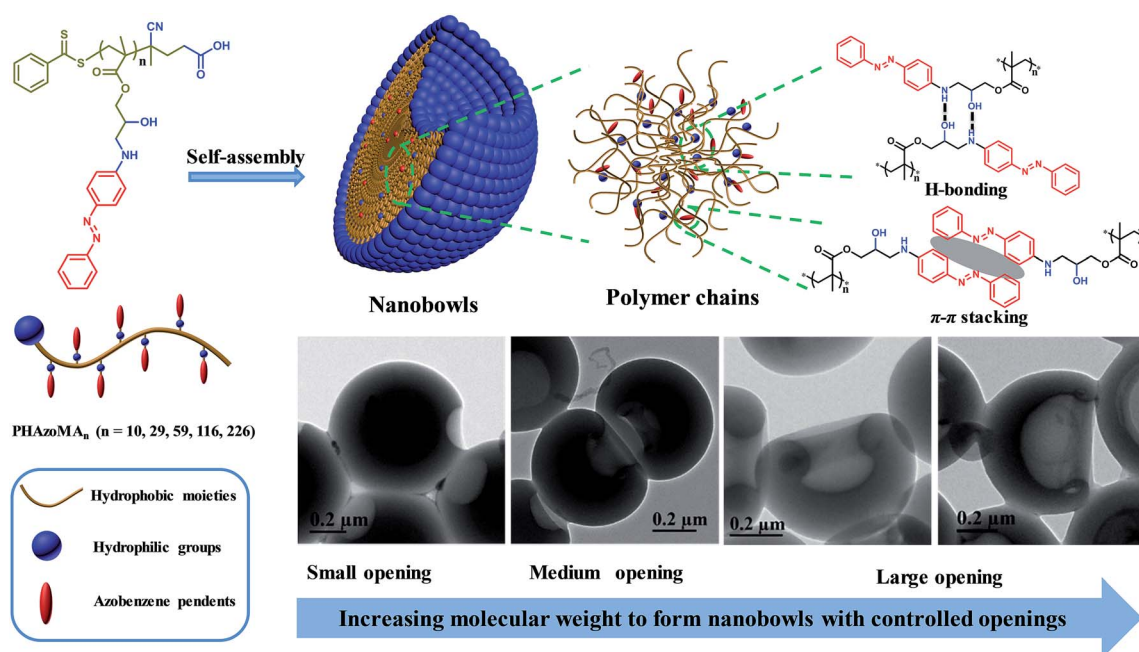 S
S
CN
OH
O
n
O
O
OH
NH
N
N
Self-assembly
Nanobowls
Polymer chains
N
N
N
H
OH
O
O
*
n
*
OH
H
N
O
O
N
N
*
n
*
H-bonding
OH
H
N
O
O
*
n
*
N
N
N
N
N
H
OH
O
O
*
n
π-π stacking
PHAzoMAn (n = 10, 29, 59, 116, 226)
Hydrophobic moieties
Hydrophilic groups
Azobenzene pendents
0.2 µm
0.2 µm
0.2 µm
0.2 µm
Small opening
Medium opening
Large opening
Increasing molecular weight to form nanobowls with controlled openings